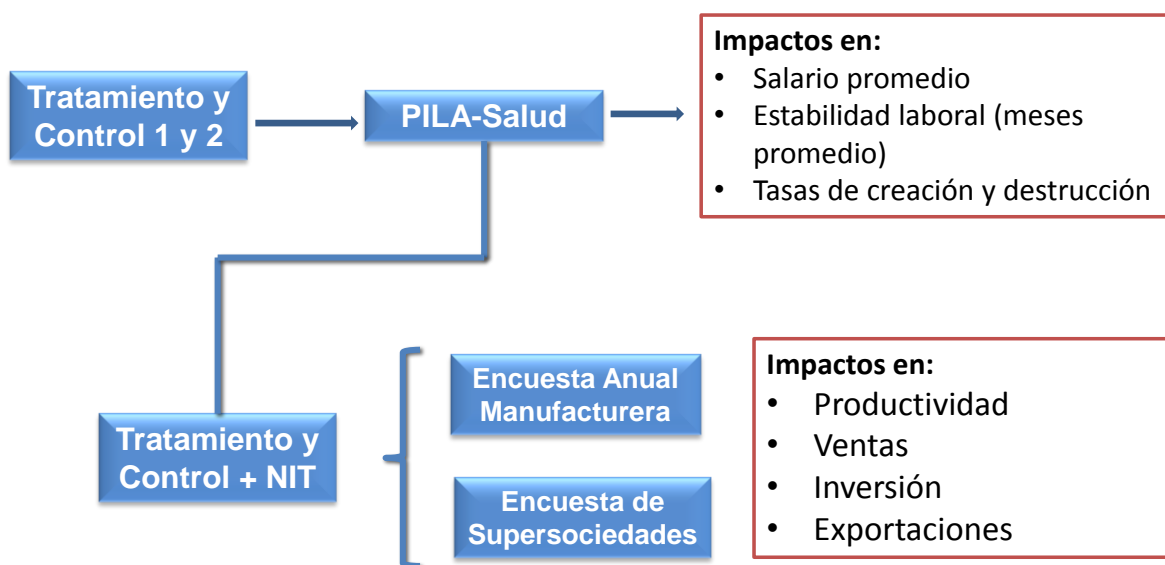 Tratamiento y
Control 1 y 2
PILA-Salud
Impactos en:
• Salario promedio
• Estabilidad laboral (meses
promedio)
• Tasas de creación y destrucción
Tratamiento y
Control + NIT
Encuesta Anual
Manufacturera
Encuesta de
Supersociedades
Impactos en:
• Productividad
• Ventas
• Inversión
• Exportaciones